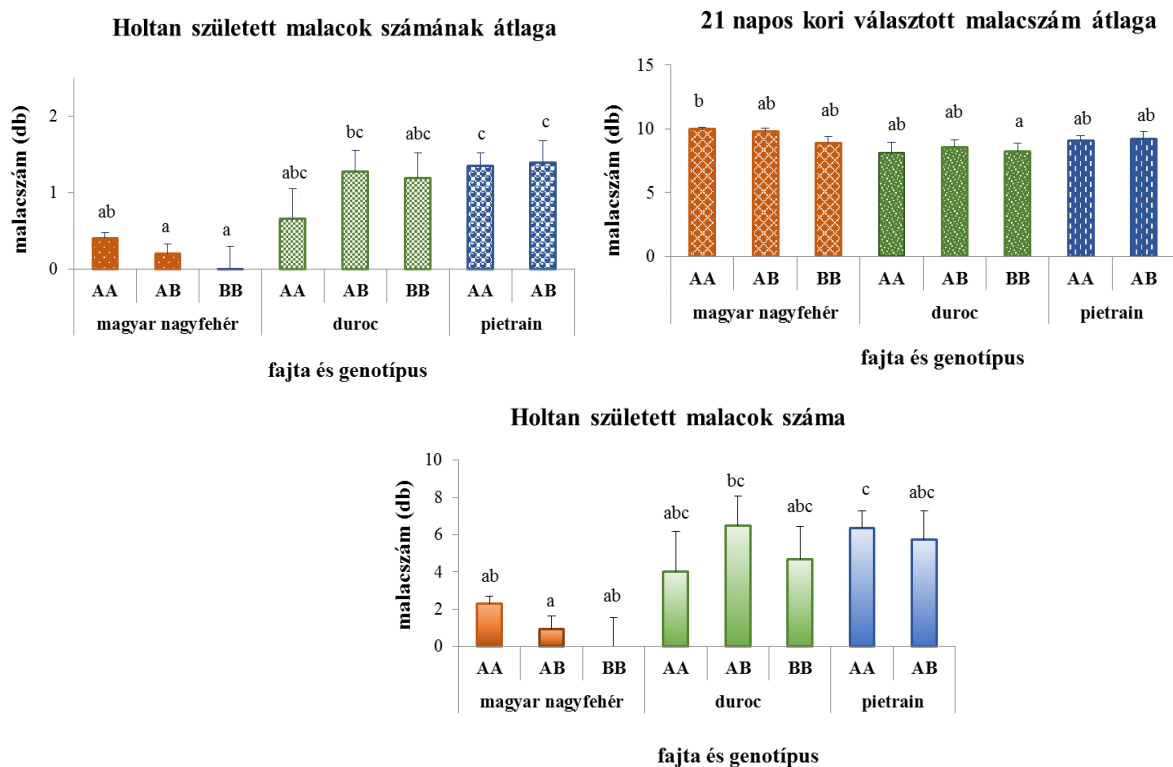 Holtan született malacok számának átlaga
malacszám (db)
2
1
0
ab
a
a
abc
bc
abc
c
c
AA AB BB AA AB BB AA AB
magyar nagyfehér duroc pietrain
fajta és genotípus
21 napos kori választott malacszám átlaga
malacszám (db)
15
10
5
0
b
ab
ab
ab
ab
a
ab
ab
AA AB BB AA AB BB AA AB
magyar nagyfehér duroc pietrain
fajta és genotípus
Holtan született malacok száma
malacszám (db)
10
8
6
4
2
0
ab
a
ab
abc
bc
abc
c
abc
AA AB BB AA AB BB AA AB
magyar nagyfehér duroc pietrain
fajta és genotípus